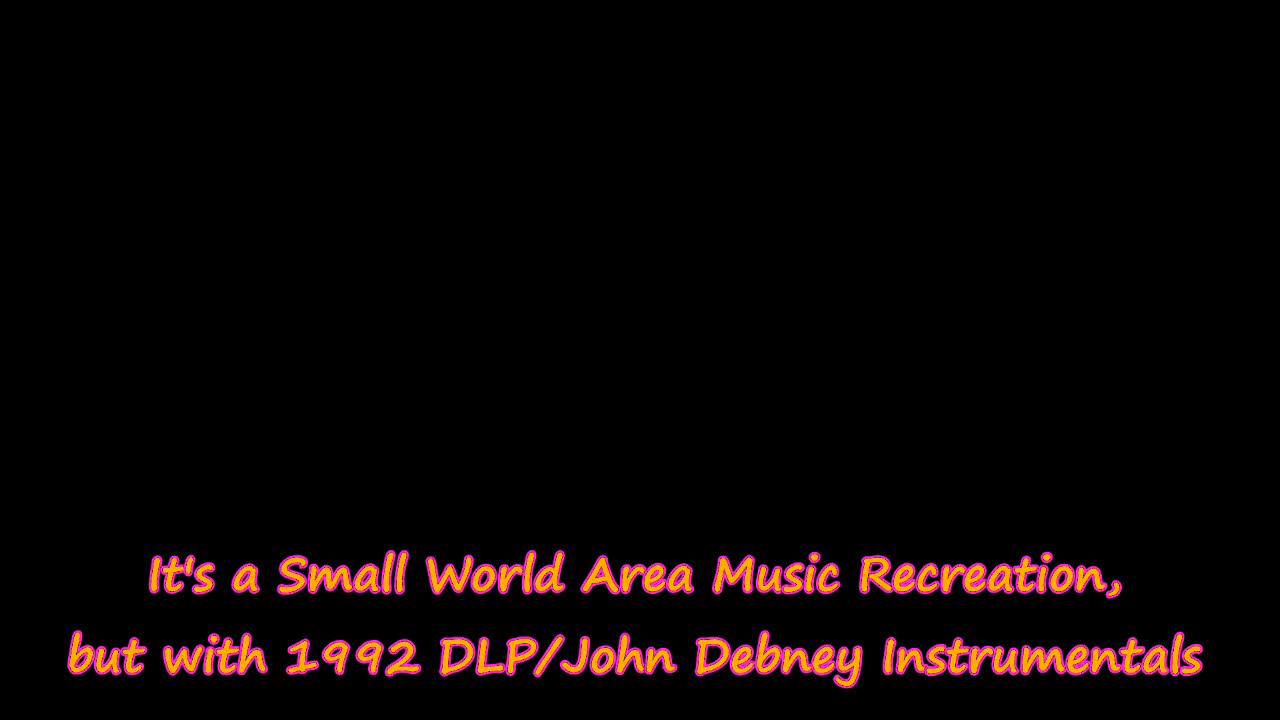 It's a Small World Area Music Recreation,
but with 1992 DLP/John Debney Instrumentals